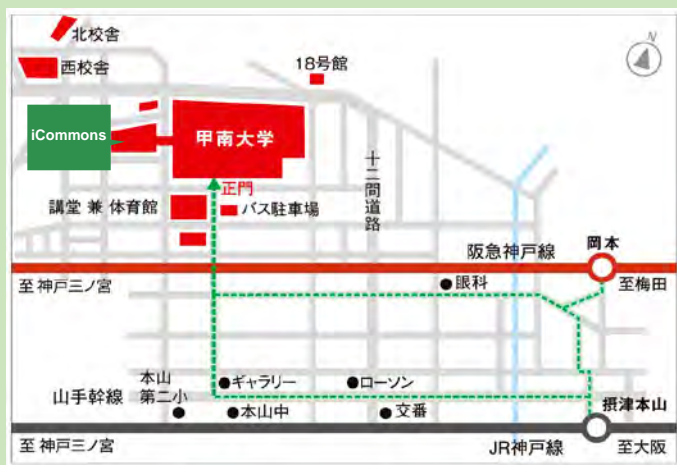 北校舎
西校舎
18号館
N
iCommons
甲南大学
十二間道路
正門
講堂 兼 体育館
バス駐車場
阪急神戸線
岡本
至 神戸三ノ宮
眼科
至梅田
本山
第二小
ギャラリー
ローソン
山手幹線
本山中
交番
摂津本山
至 神戸三ノ宮
JR神戸線
至大阪